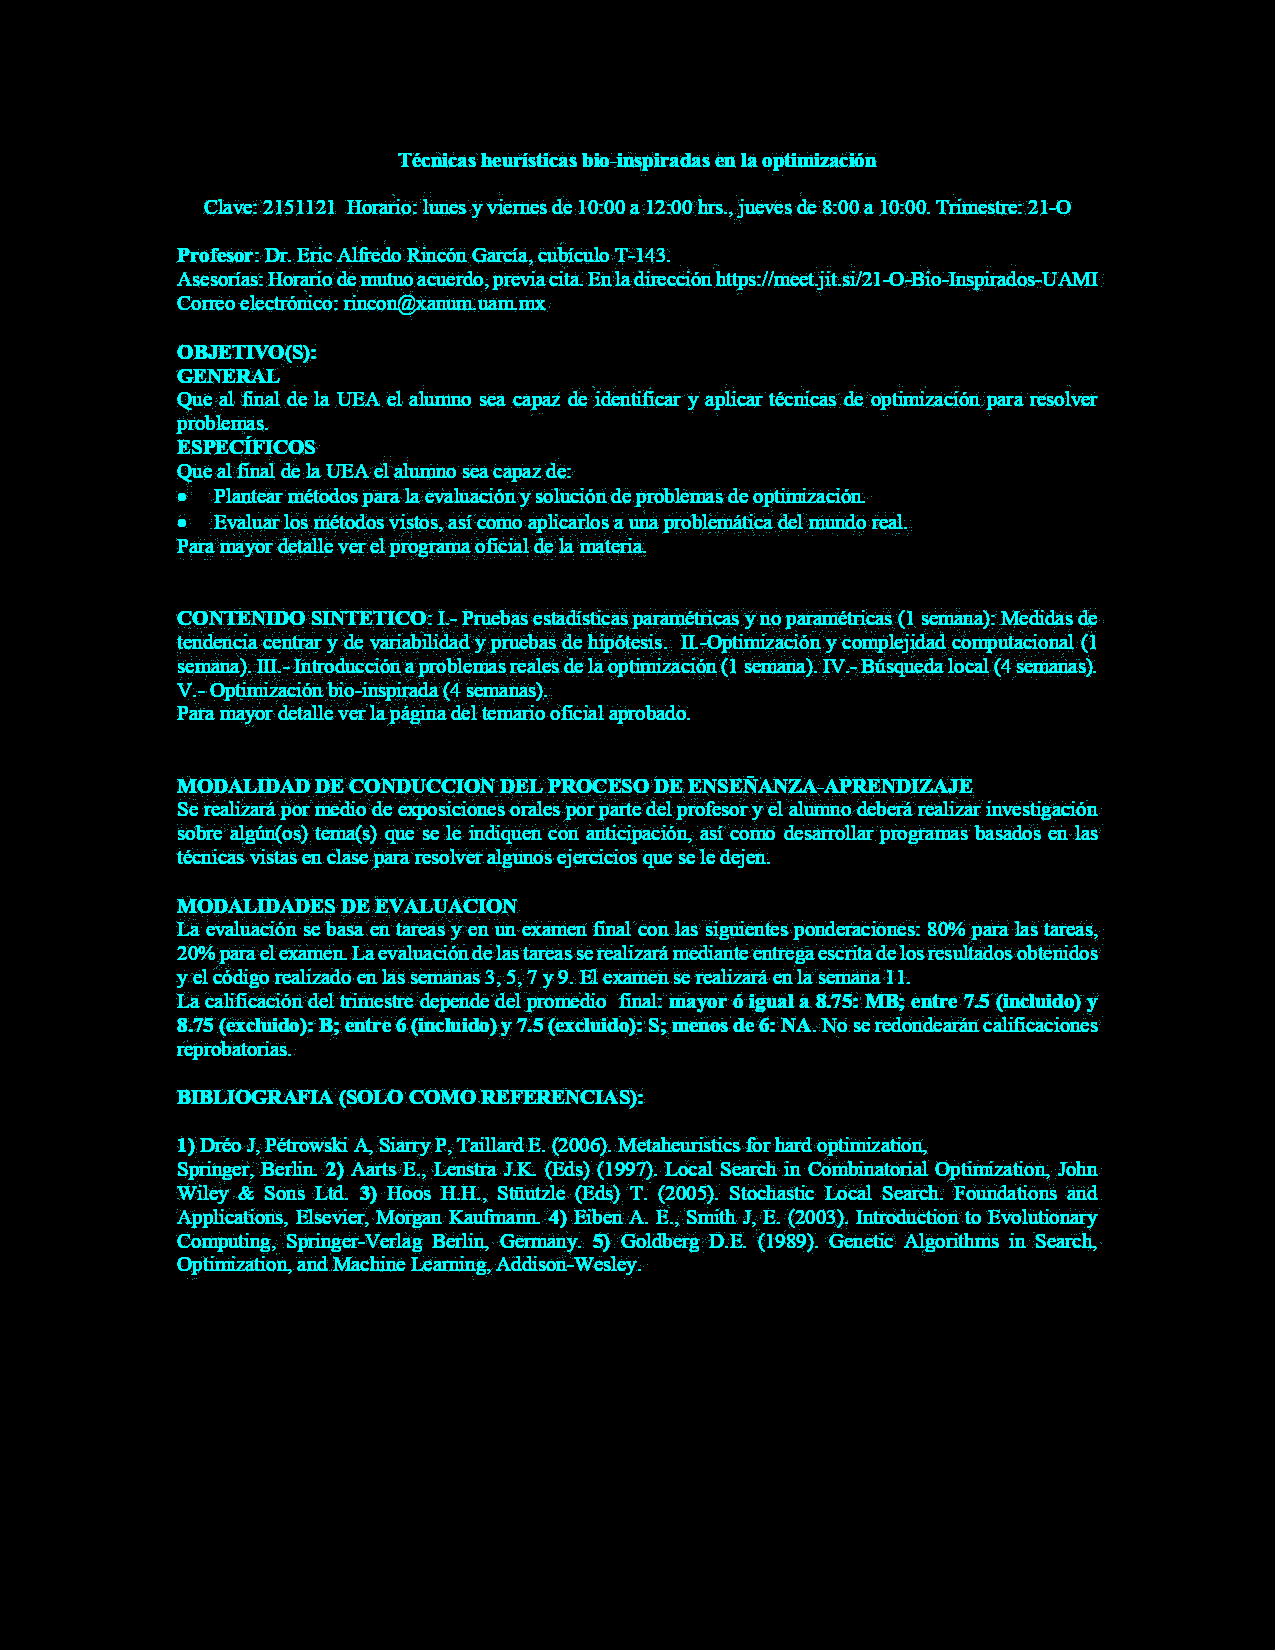 Técnicas heurísticas bio-inspiradas en la optimización
Clave: 2151121 Horario: lunes y viernes de 10:00 a 12:00 hrs., jueves de 8:00 a 10:00. Trimestre: 21-O
Profesor: Dr. Eric Alfredo Rincón García, cubículo T-143.
Asesorías: Horario de mutuo acuerdo, previa cita. En la dirección https://meet.jit.si/21-O-Bio-Inspirados-UAMI
Correo electrónico: rincon@xanum.uam.mx
OBJETIVO(S):
GENERAL
Que al final de la UEA el alumno sea capaz de identificar y aplicar técnicas de optimización para resolver
problemas.
ESPECÍFICOS
Que al final de la UEA el alumno sea capaz de:
• Plantear métodos para la evaluación y solución de problemas de optimización.
• Evaluar los métodos vistos, así como aplicarlos a una problemática del mundo real.
Para mayor detalle ver el programa oficial de la materia.
CONTENIDO SINTETICO: I.- Pruebas estadísticas paramétricas y no paramétricas (1 semana): Medidas de
tendencia centrar y de variabilidad y pruebas de hipótesis. II.-Optimización y complejidad computacional (1
semana). III.- Introducción a problemas reales de la optimización (1 semana). IV.- Búsqueda local (4 semanas).
V.- Optimización bio-inspirada (4 semanas).
Para mayor detalle ver la página del temario oficial aprobado.
MODALIDAD DE CONDUCCION DEL PROCESO DE ENSEÑANZA-APRENDIZAJE
Se realizará por medio de exposiciones orales por parte del profesor y el alumno deberá realizar investigación
sobre algún(os) tema(s) que se le indiquen con anticipación, así como desarrollar programas basados en las
técnicas vistas en clase para resolver algunos ejercicios que se le dejen.
MODALIDADES DE EVALUACION
La evaluación se basa en tareas y en un examen final con las siguientes ponderaciones: 80% para las tareas,
20% para el examen. La evaluación de las tareas se realizará mediante entrega escrita de los resultados obtenidos
y el código realizado en las semanas 3, 5, 7 y 9. El examen se realizará en la semana 11.
La calificación del trimestre depende del promedio final: mayor ó igual a 8.75: MB; entre 7.5 (incluido) y
8.75 (excluido): B; entre 6 (incluido) y 7.5 (excluido): S; menos de 6: NA. No se redondearán calificaciones
reprobatorias.
BIBLIOGRAFIA (SOLO COMO REFERENCIAS):
1) Dréo J, Pétrowski A, Siarry P, Taillard E. (2006). Metaheuristics for hard optimization,
Springer, Berlin. 2) Aarts E., Lenstra J.K. (Eds) (1997). Local Search in Combinatorial Optimization, John
Wiley & Sons Ltd. 3) Hoos H.H., Stüutzle (Eds) T. (2005). Stochastic Local Search. Foundations and
Applications, Elsevier, Morgan Kaufmann. 4) Eiben A. E., Smith J, E. (2003). Introduction to Evolutionary
Computing, Springer-Verlag Berlin, Germany. 5) Goldberg D.E. (1989). Genetic Algorithms in Search,
Optimization, and Machine Learning, Addison-Wesley.